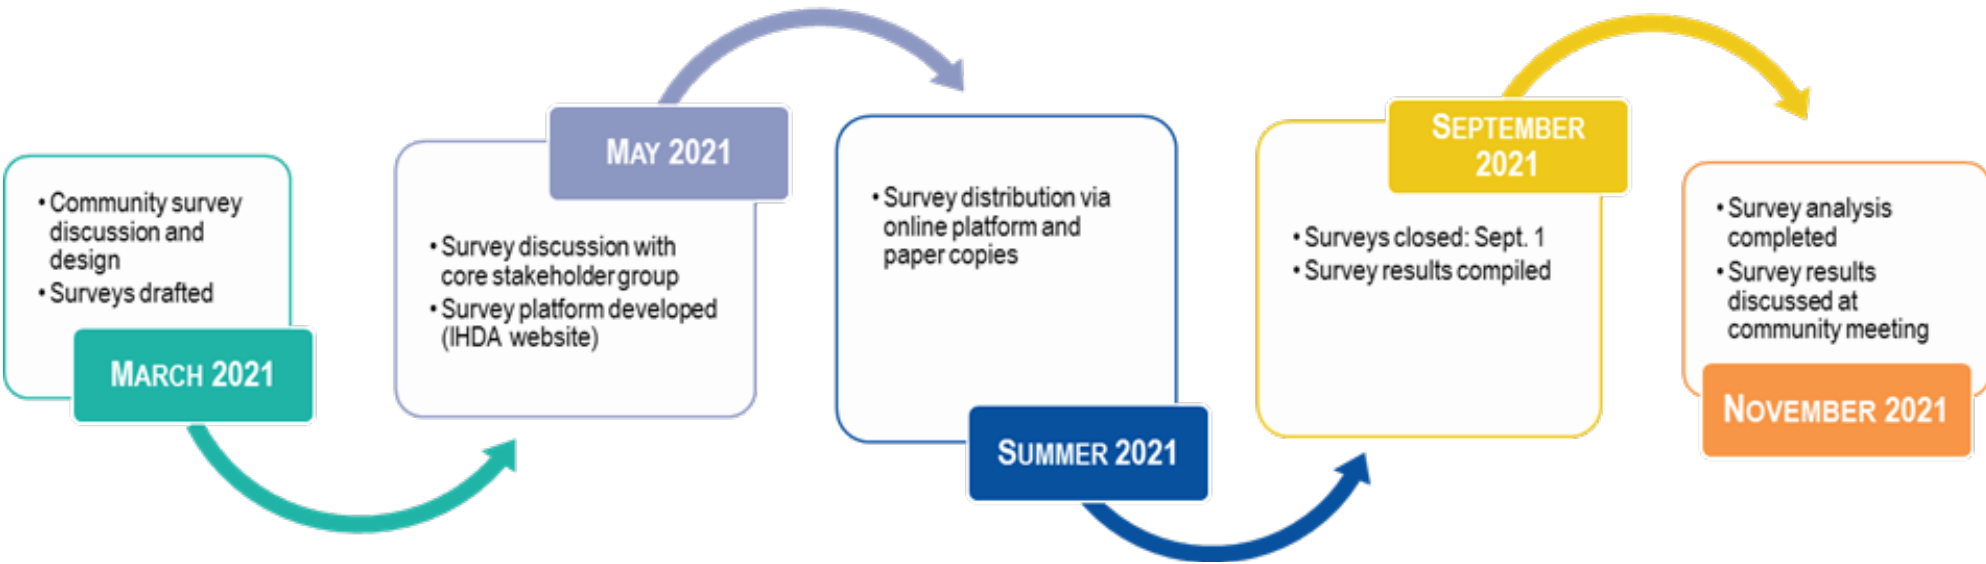 • Community survey
discussion and
design
• Surveys drafted
MARCH 2021
MAY 2021
• Survey discussion with
core stakeholder group
• Survey platform developed
(IHDA website)
• Survey distribution via
online platform and
paper copies
SUMMER 2021
SEPTEMBER
2021
• Surveys closed: Sept. 1
• Survey results compiled
• Survey analysis
completed
• Survey results
discussed at
community meeting
NOVEMBER 2021